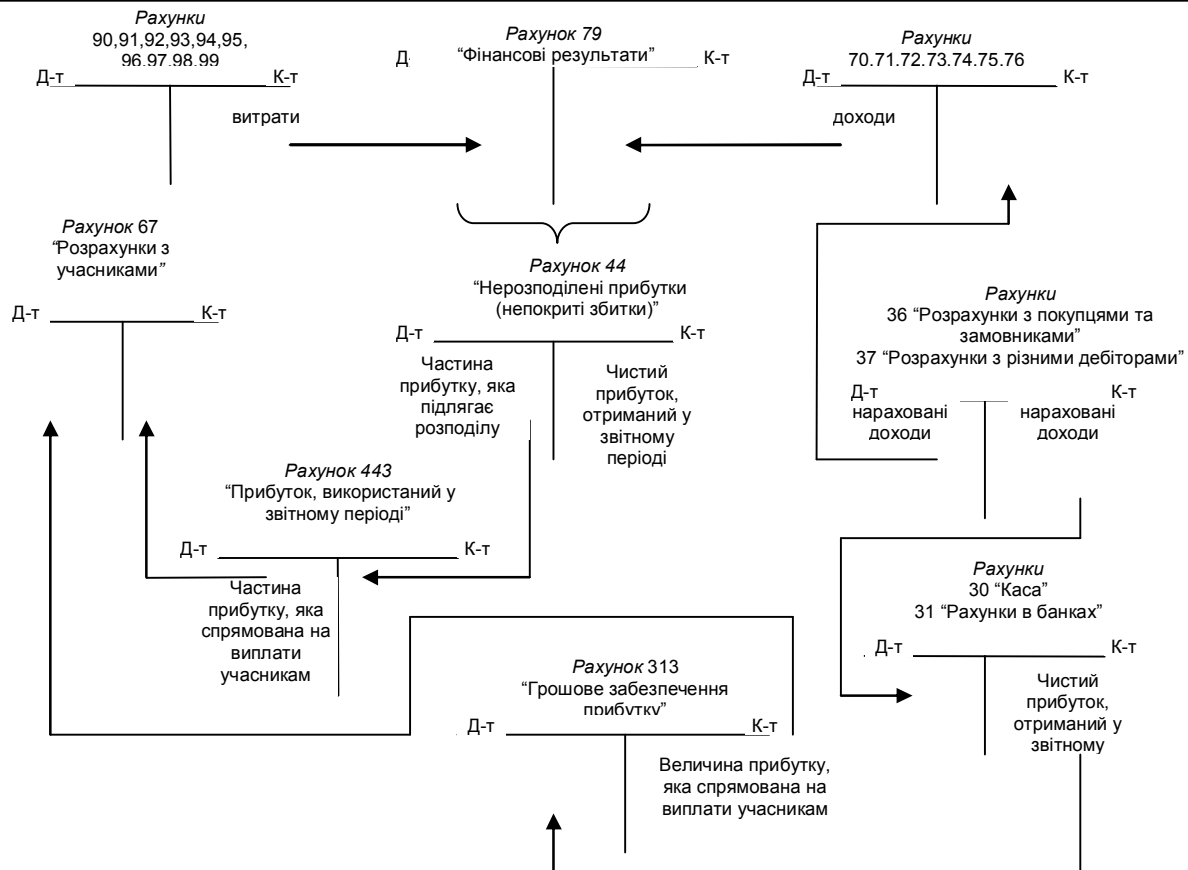 Рахунки
90,91,92,93,94,95,
96.97.98.99
Д-т
К-т
витрати
Рахунок 79
“Фінансові результати”
Д-
К-т
Рахунки
70.71.72.73.74.75.76
Д-т
К-т
доходи
Рахунок 67
“Розрахунки з
учасниками”
Д-т
К-т
Рахунок 44
“Нерозподілені прибутки
(непокриті збитки)”
Д-т
К-т
Частина
прибутку, яка
підлягає
розподілу
Чистий
прибуток,
отриманий у
звітному
періоді
Рахунки
36 “Розрахунки з покупцями та
замовниками”
37 “Розрахунки з різними дебіторами”
Д-т
К-т
нараховані
доходи
нараховані
доходи
Рахунок 443
“Прибуток, використаний у
звітному періоді”
Д-т
К-т
Частина
прибутку, яка
спрямована на
виплати
учасникам
Рахунки
30 “Каса”
31 “Рахунки в банках”
Д-т
К-т
Чистий
прибуток,
отриманий у
звітному
Рахунок 313
“Грошове забезпечення
прибутку”
Д-т
К-т
Величина прибутку,
яка спрямована на
виплати учасникам